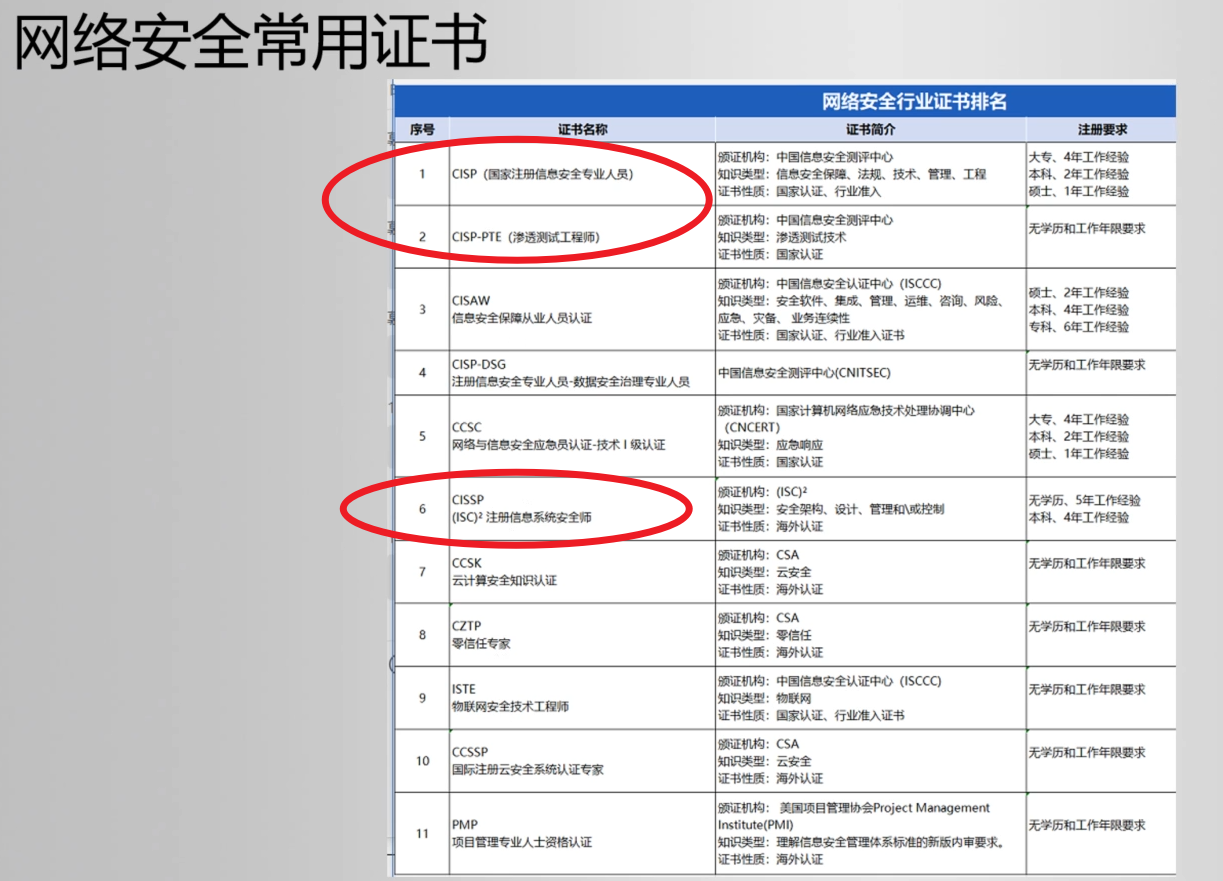 网络安全常用证书
网络安全行业证书排名
序号 证书名称 证书简介 注册要求
1 CISP（国家注册信息安全专业人员）
颁证机构：中国信息安全测评中心
知识类型：信息安全保障、法规、技术、管理、工程
证书性质：国家认证、行业准入
大专、4年工作经验
本科、2年工作经验
硕士、1年工作经验
2 CISP-PTE（渗透测试工程师）
颁证机构：中国信息安全测评中心
知识类型：渗透测试技术
证书性质：国家认证
无学历和工作年限要求
3 CISAW
信息安全保障从业人员认证
颁证机构：中国信息安全认证中心（ISCCC)
知识类型：安全软件、集成、管理、运维、咨询、风险、
应急、灾备、 业务连续性
证书性质：国家认证、行业准入证书
硕士、2年工作经验
本科、4年工作经验
专科、6年工作经验
4 CISP-DSG
注册信息安全专业人员-数据安全治理专业人员
中国信息安全测评中心(CNITSEC)
无学历和工作年限要求
5 CCSC
网络与信息安全应急员认证-技术Ⅰ级认证
颁证机构：国家计算机网络应急技术处理协调中心
（CNCERT）
知识类型：应急响应
证书性质：国家认证
大专、4年工作经验
本科、2年工作经验
硕士、1年工作经验
6 CISSP
(ISC)² 注册信息系统安全师
颁证机构：(ISC)²
知识类型：安全架构、设计、管理和\或控制
证书性质：海外认证
无学历、5年工作经验
本科、4年工作经验
7 CCSK
云计算安全知识认证
颁证机构：CSA
知识类型：云安全
证书性质：海外认证
无学历和工作年限要求
8 CZTP
零信任专家
颁证机构：CSA
知识类型：零信任
证书性质：海外认证
无学历和工作年限要求
9 ISTE
物联网安全技术工程师
颁证机构：中国信息安全认证中心（ISCCC)
知识类型：物联网
证书性质：国家认证、行业准入证书
无学历和工作年限要求
10 CCSSP
国际注册云安全系统认证专家
颁证机构：CSA
知识类型：云安全
证书性质：海外认证
无学历和工作年限要求
11 PMP
项目管理专业人士资格认证
颁证机构： 美国项目管理协会Project Management
Institute(PMI)
知识类型：理解信息安全管理体系标准的新版内审要求。
证书性质：海外认证
无学历和工作年限要求